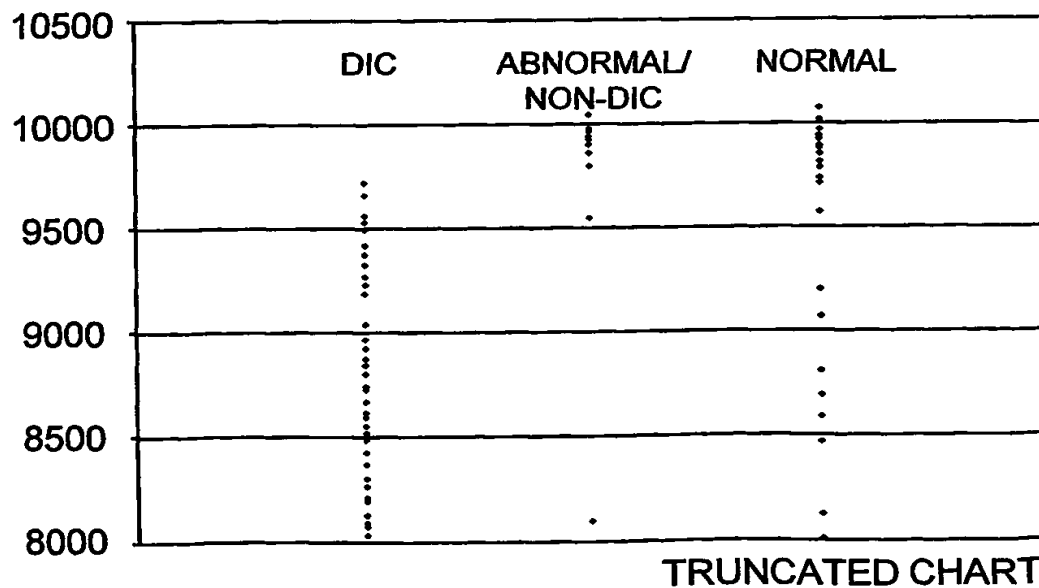 10500
DIC ABNORMAL/ NORMAL
NON-DIC
10000
9500
9000
8500
8000
TRUNCATED CHART